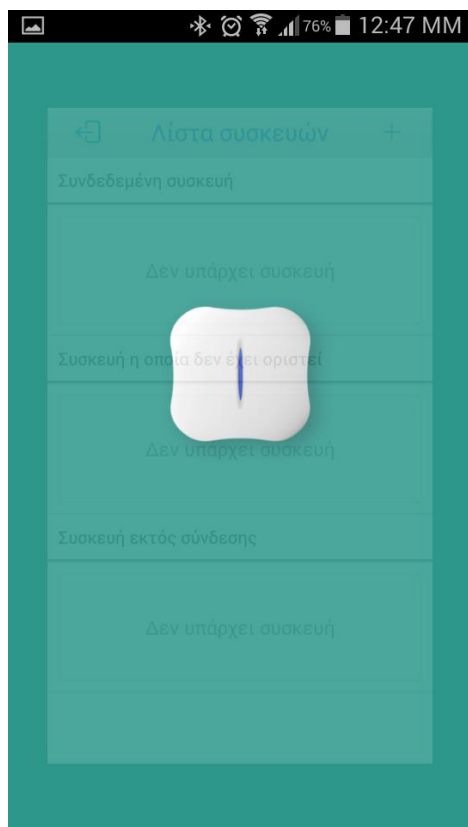 76% 12:47 ΜΜ
Λίστα συσκευών +
Συνδεδεμένη συσκευή
Δεν υπάρχει συσκευή
Συσκευή η οποία δεν έχει οριστεί
Δεν υπάρχει συσκευή
Συσκευή εκτός σύνδεσης
Δεν υπάρχει συσκευή